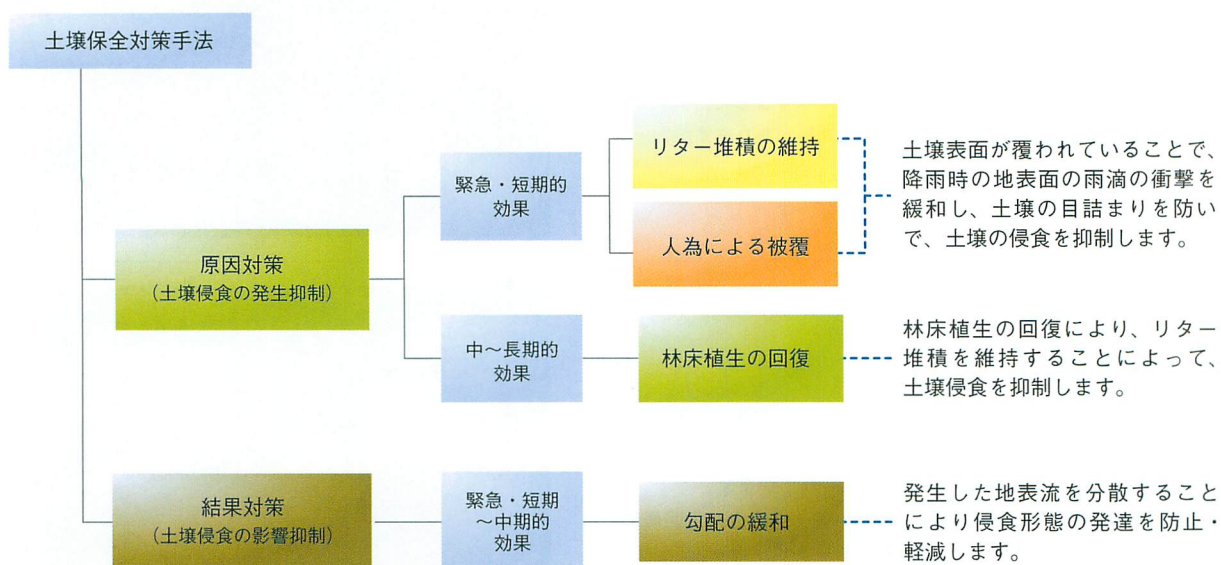 土壌保全対策手法
リター堆積の維持
緊急・短期的
効果
人為による被覆
土壌表面が覆われていることで、
降雨時の地表面の雨滴の衝撃を
緩和し、土壌の目詰まりを防い
で、土壌の侵食を抑制します。
原因対策
（土壌侵食の発生抑制）
中～長期的
効果
林床植生の回復
林床植生の回復により、リター
堆積を維持することによって、
土壌侵食を抑制します。
結果対策
（土壌侵食の影響抑制）
緊急・短期
～中期的
効果
勾配の緩和
発生した地表流を分散すること
により侵食形態の発達を防止・
軽減します。